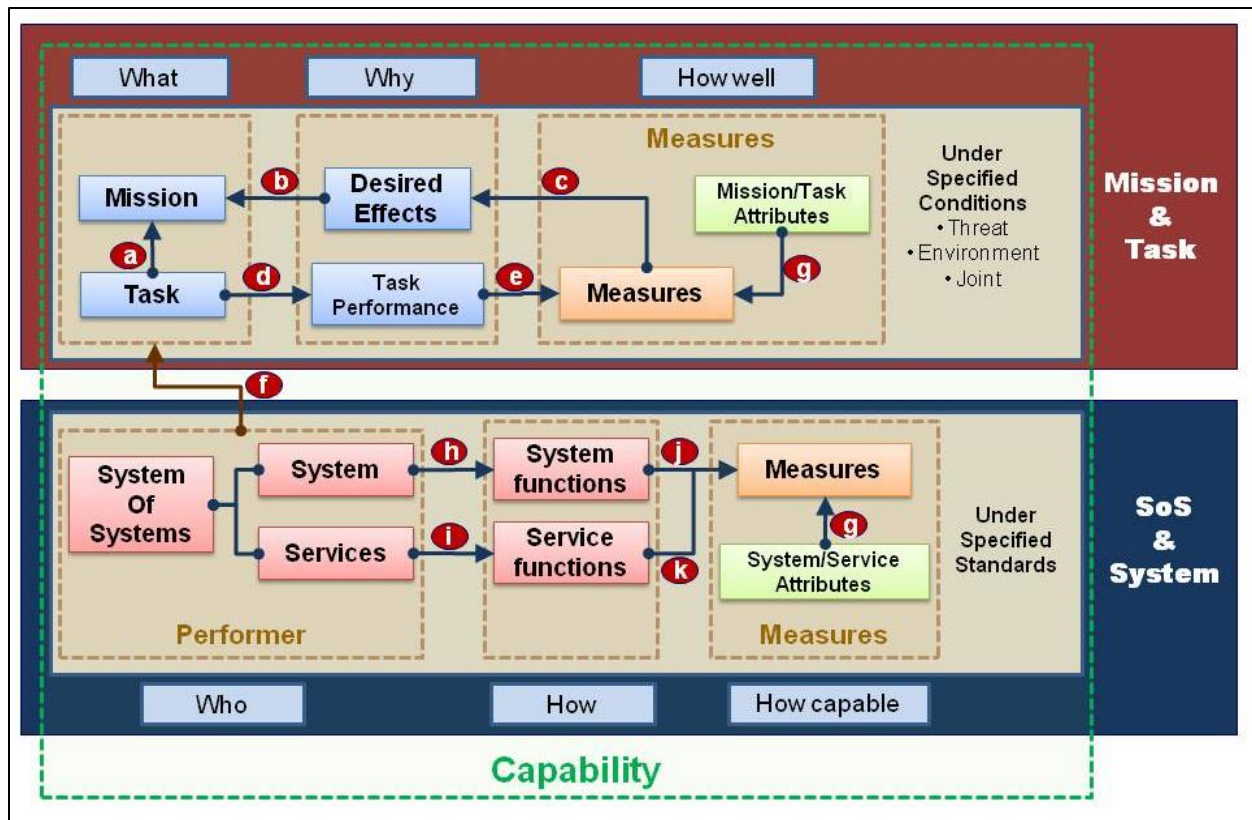 What
Why
How well
Mission
b
Desired
Effects
c
a
Task
d
Task
Performance
e
Measures
Mission/Task
Attributes
g
Measures
Under
Specified
Conditions
• Threat
• Environment
• Joint
Mission
&
Task
f
System
Of
Systems
System
Services
Performer
h
i
System
functions
Service
functions
j
k
Measures
g
System/Service
Attributes
Measures
Under
Specified
Standards
SoS
&
System
Who
How
How capable
Capability